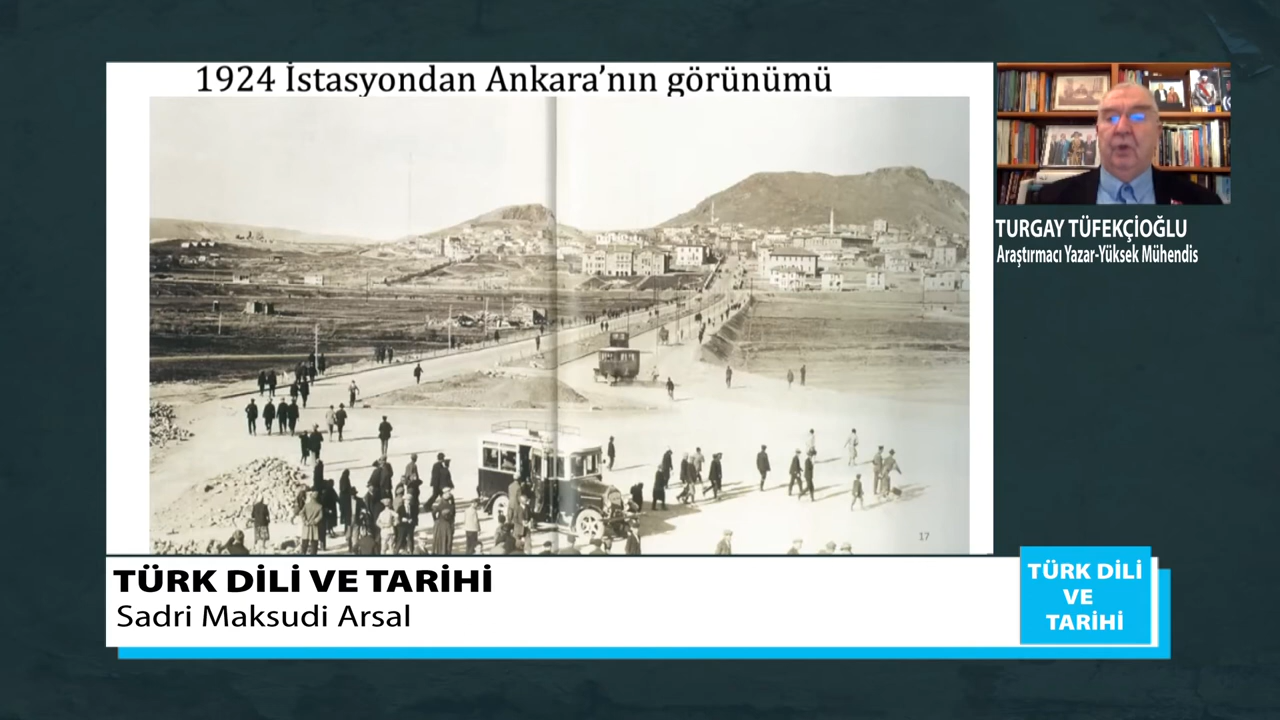 1924 İstasyondan Ankara’nın görünümü
TURGAY TÜFEKÇİOĞLU
Araştırmacı Yazar-Yüksek Mühendis
17
TÜRK DİLİ VE TARİHİ
Sadri Maksudi Arsal
TÜRK DİLİ
VE
TARİHİ